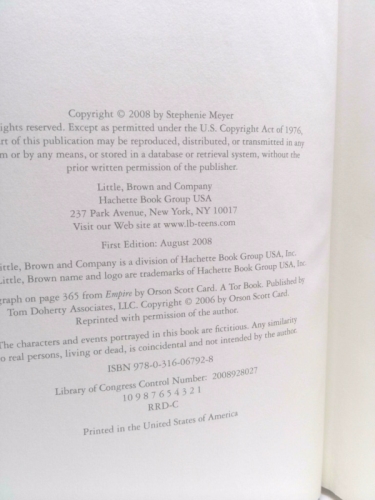 Copyright © 2008 by Stephenie Meyer
ights reserved. Except as permitted under the U.S. Copyright Act of 1976,
rt of this publication may be reproduced, distributed, or transmitted in any
m or by any means, or stored in a database or retrieval system, without the
prior written permission of the publisher.
Little, Brown and Company
Hachette Book Group USA
237 Park Avenue, New York, NY 10017
Visit our Web site at www.lb-teens.com
First Edition: August 2008
ittle, Brown and Company is a division of Hachette Book Group USA, Inc.
ittle, Brown name and logo are trademarks of Hachette Book Group USA, Inc
graph on page 365 from Empire by Orson Scott Card. A Tor Book. Published by
Tom Doherty Associates, LLC. Copyright © 2006 by Orson Scott Card.
Reprinted with permission of the author.
The characters and events portrayed in this book are fictitious. Any similarity
o real persons, living or dead, is coincidental and not intended by the author.
ISBN 978-0-316-06792-8
Library of Congress Control Number: 2008928027
10 9 8 7 6 5 4 3 2 1
RRD-C
Printed in the United States of America